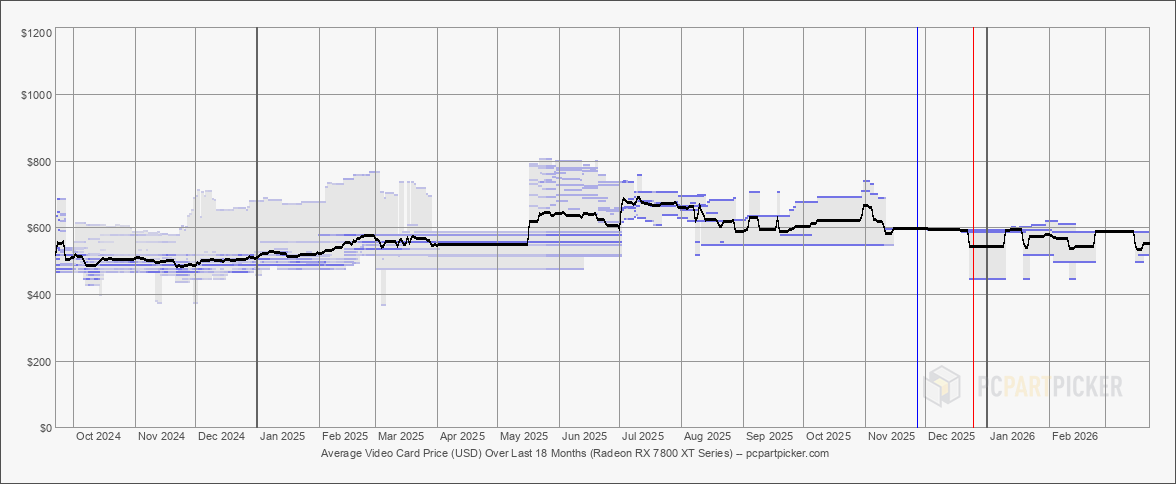 $1200
$1000
$800
$600
$400
$200
$0
Oct 2024 Nov 2024 Dec 2024 Jan 2025 Feb 2025 Mar 2025 Apr 2025 May 2025 Jun 2025 Jul 2025 Aug 2025 Sep 2025 Oct 2025 Nov 2025 Dec 2025 Jan 2026 Feb 2026
Average Video Card Price (USD) Over Last 18 Months (Radeon RX 7800 XT Series) -- pcpartpicker.com
PCPARTPICKER